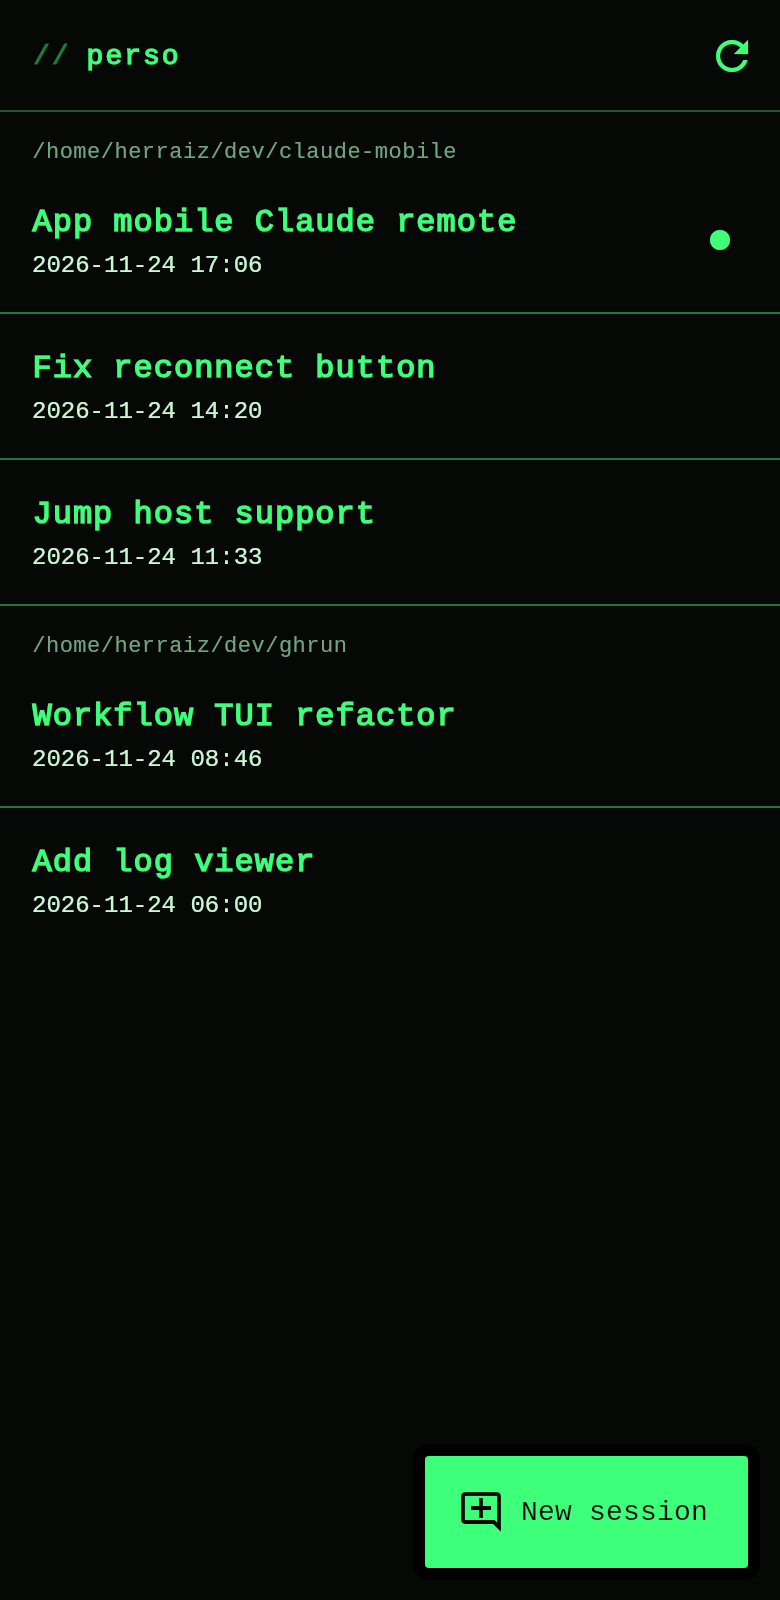 // perso
/home/herraiz/dev/claude-mobile
App mobile Claude remote
2026-11-24 17:06
Fix reconnect button
2026-11-24 14:20
Jump host support
2026-11-24 11:33
/home/herraiz/dev/ghrun
Workflow TUI refactor
2026-11-24 08:46
Add log viewer
2026-11-24 06:00
New session